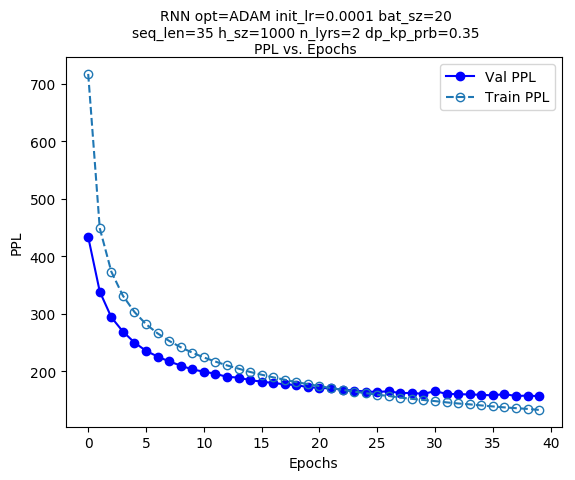 RNN opt=ADAM init_lr=0.0001 bat_sz=20
seq_len=35 h_sz=1000 n_lyrs=2 dp_kp_prb=0.35
PPL vs. Epochs
Val PPL
Train PPL
PPL
700
600
500
400
300
200
0 5 10 15 20 25 30 35 40
Epochs